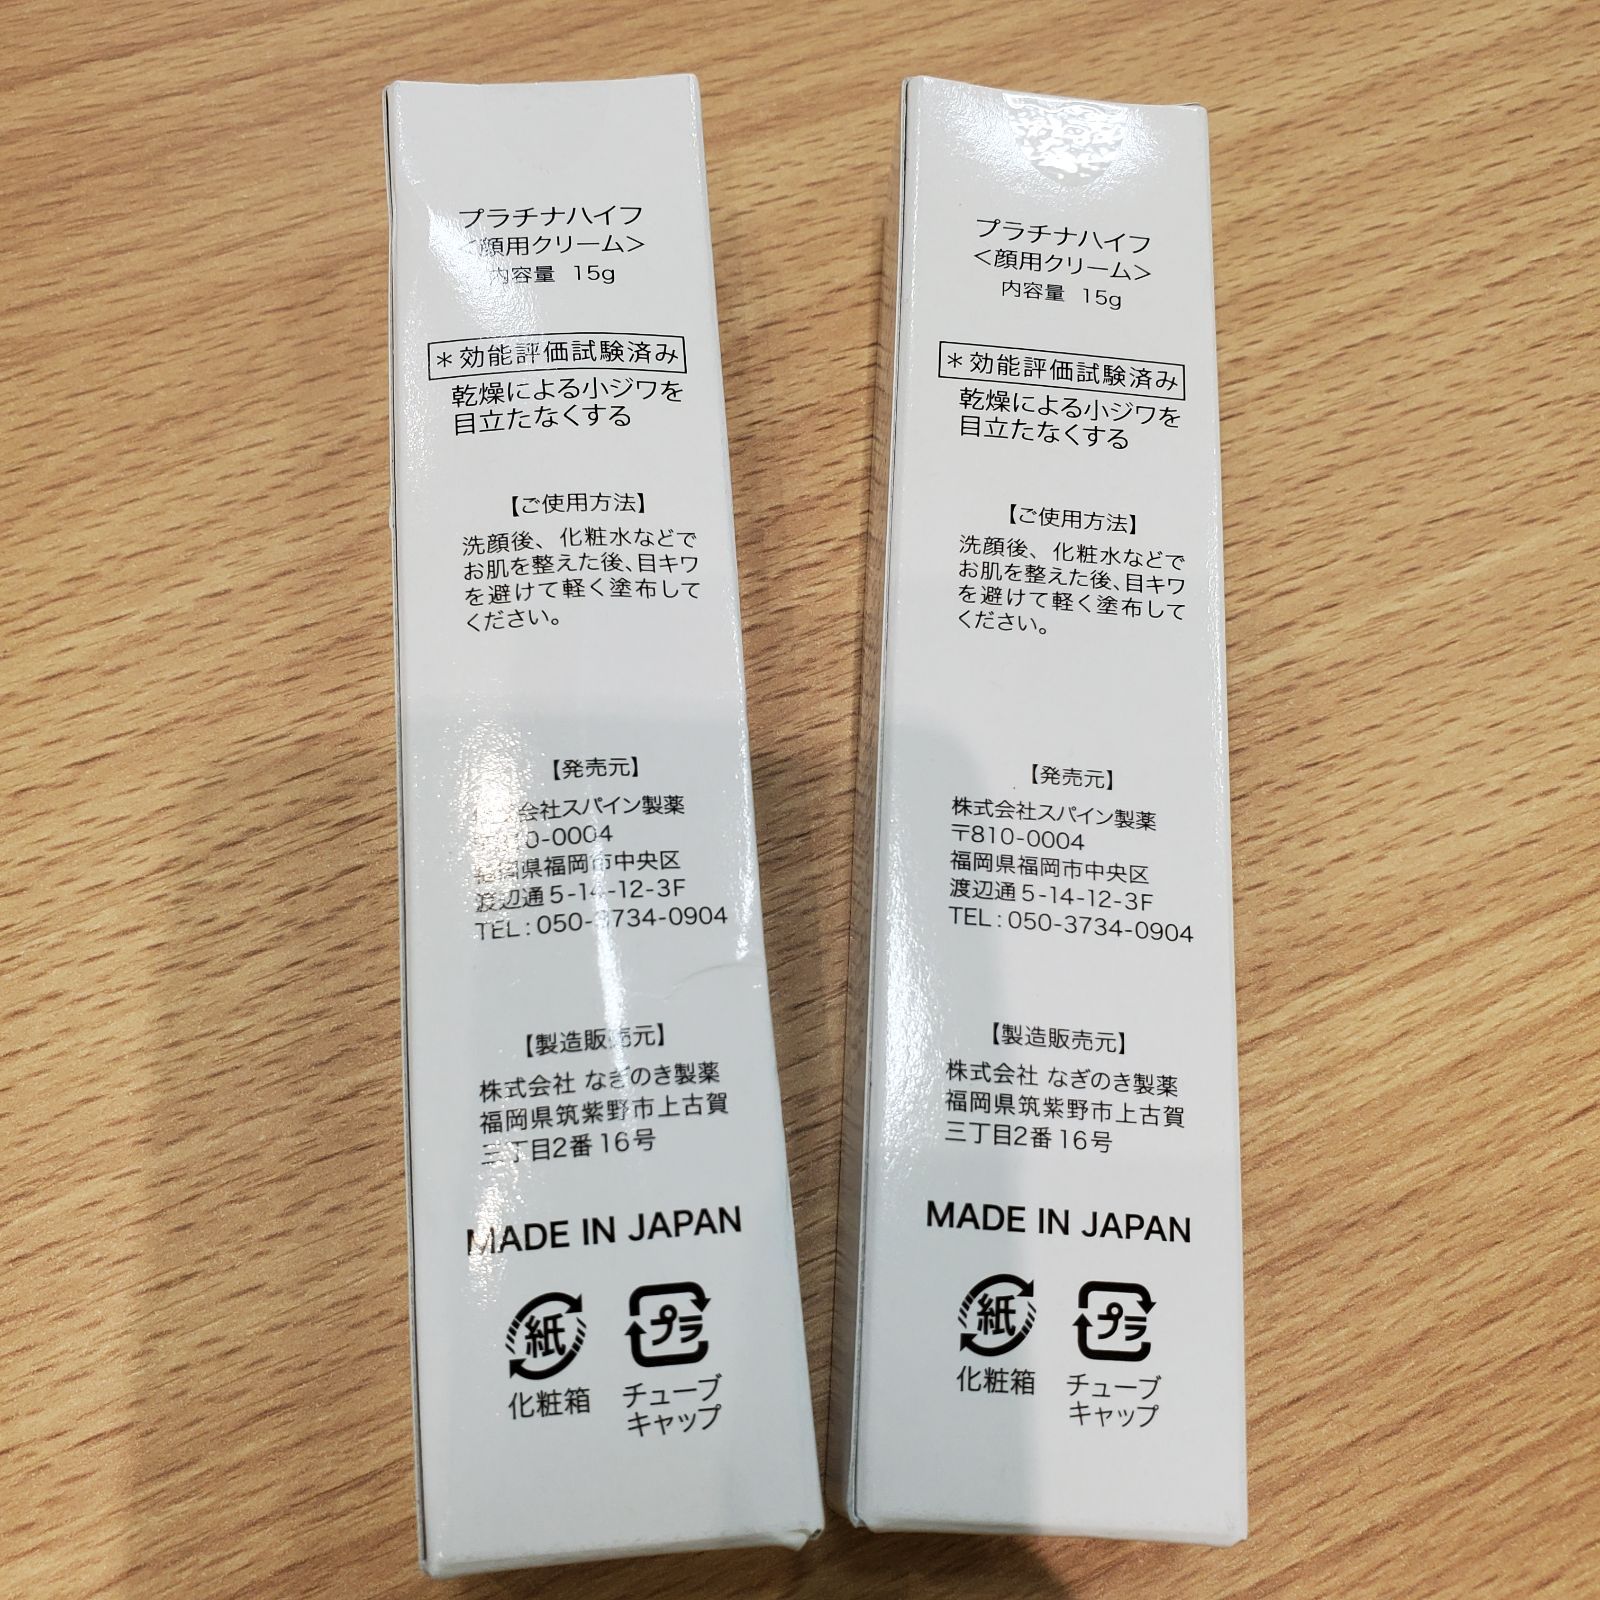 プラチナハイフ
<顔用クリーム>
内容量 15g
*効能評価試験済み
乾燥による小ジワを
目立たなくする
【ご使用方法】
洗顔後、化粧水などで
お肌を整えた後、目キワ
を避けて軽く塗布して
ください。
【発売元】
会社スパイン製薬
0-0004
福岡県福岡市中央区
渡辺通5-14-12-3F
TEL:050-3734-0904
【製造販売元】
株式会社 なぎのき製薬
福岡県筑紫野市上古賀
三丁目2番16号
MADE IN JAPAN
紙
プラ
化粧箱
チューブ
キャップ
プラチナハイフ
<顔用クリーム>
内容量 15g
*効能評価試験済み
乾燥による小ジワを
目立たなくする
【ご使用方法】
洗顔後、化粧水などで
お肌を整えた後、目キワ
を避けて軽く塗布して
ください。
【発売元】
株式会社スパイン製薬
〒810-0004
福岡県福岡市中央区
渡辺通5-14-12-3F
TEL:050-3734-0904
【製造販売元】
株式会社 なぎのき製薬
福岡県筑紫野市上古賀
三丁目2番16号
MADE IN JAPAN
紙
プラ
化粧箱
チューブ
キャップ